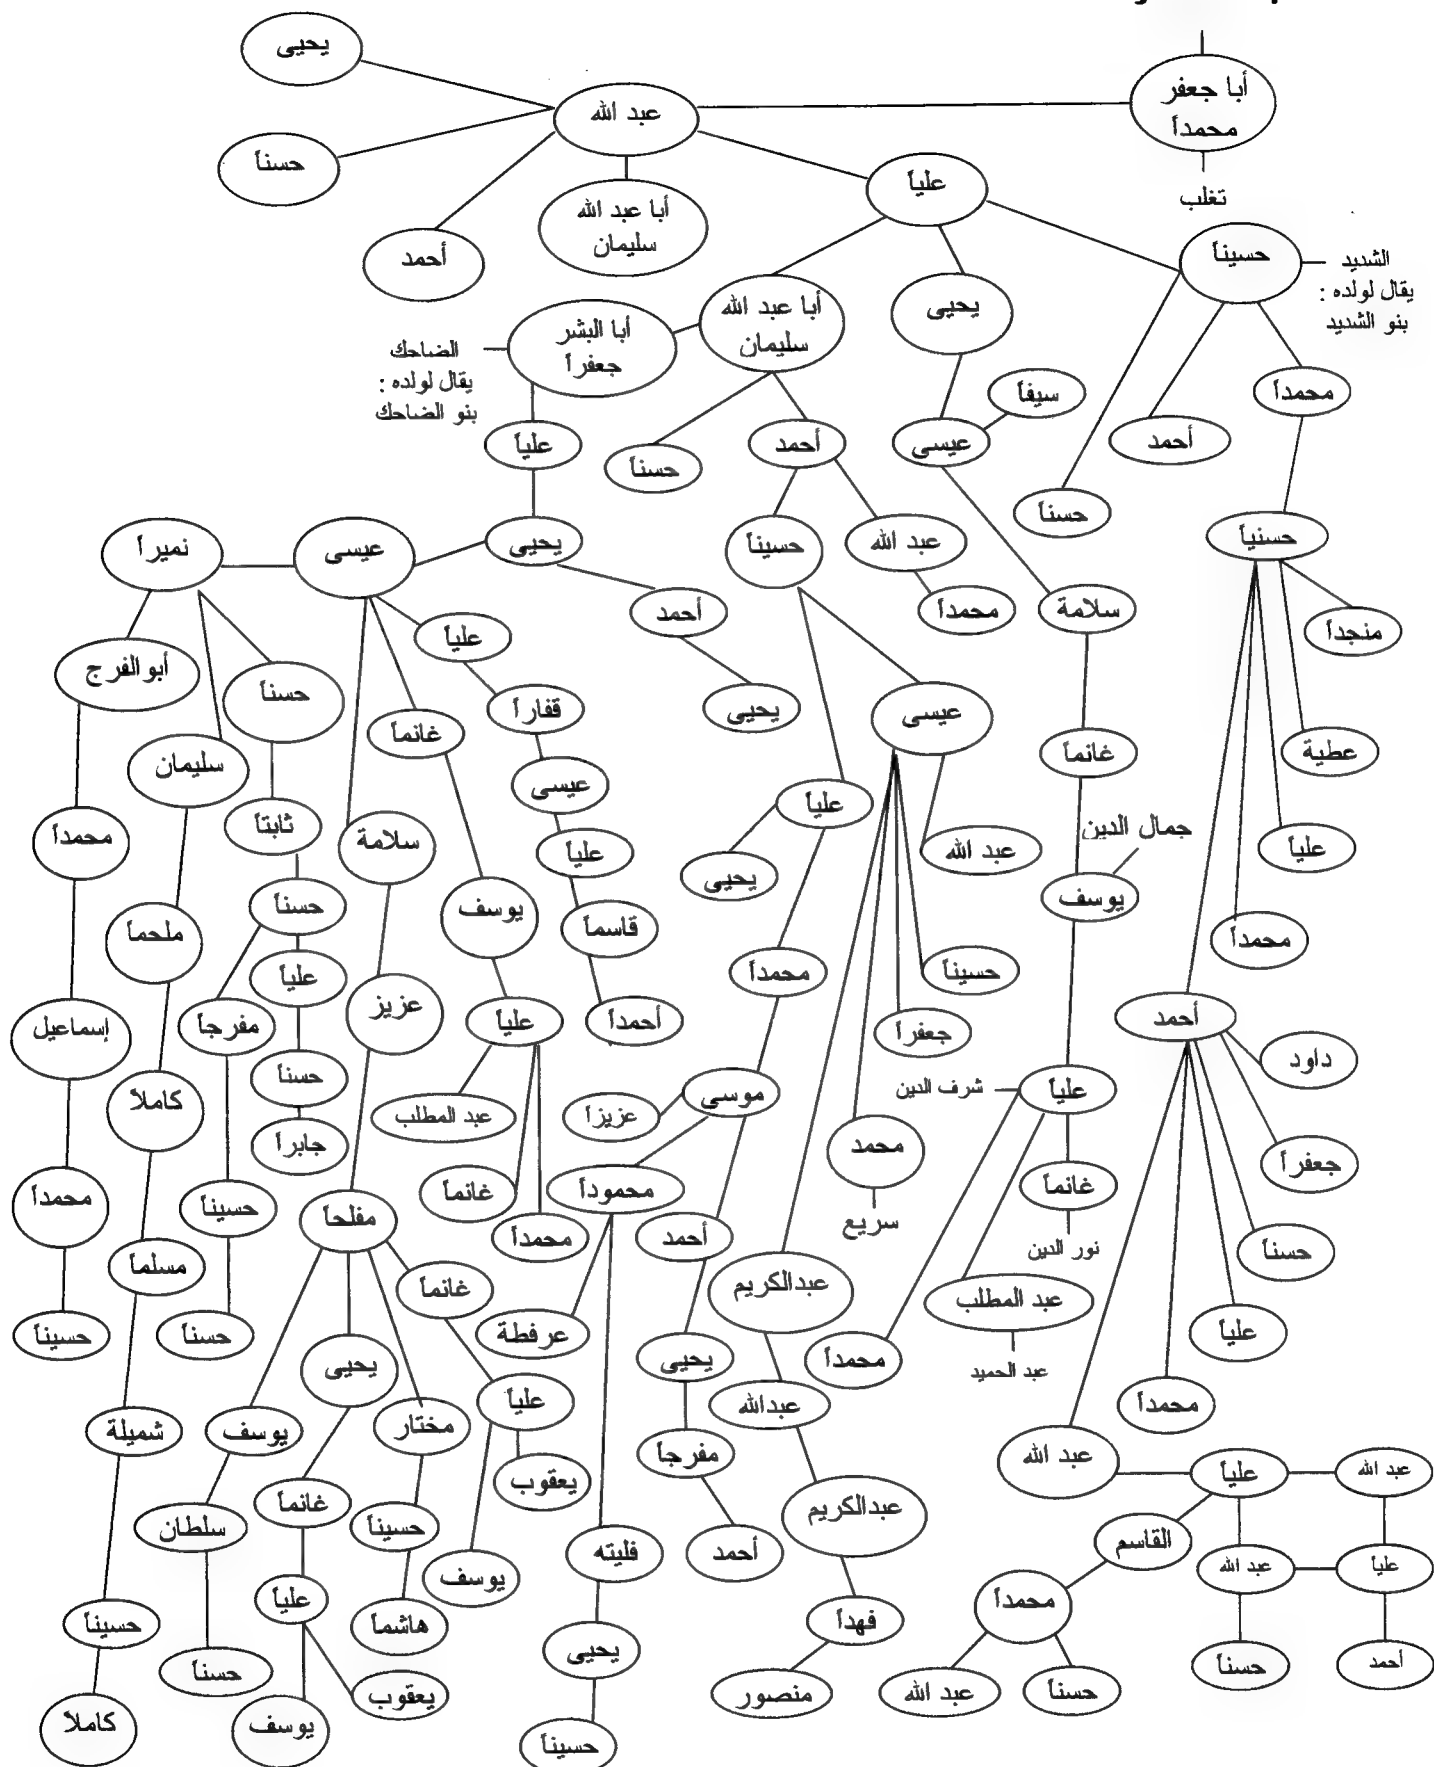 يحيى
أبا جعفر
محمداً
عبد الله
حسناً
علياً
تغلب
أبا عبد الله
سليمان
أحمد
حسيناً
الشديد
يقال لولده :
بنو الشديد
يحيى
أبا عبد الله
سليمان
أبا البشر
جعفراً
الضاحك
يقال لولده :
بنو الضاحك
سيفاً
محمداً
عيسى
أحمد
أحمد
علياً
حسناً
حسناً
حسنياً
عبد الله
حسيناً
يحيى
عيسى
نميراً
منجداً
سلامة
محمداً
أحمد
علياً
أبو الفرج
حسناً
يحيى
قفاراً
عيسى
غانماً
غانماً
عطية
سليمان
عيسى
علياً
جمال الدين
ثابتاً
محمداً
سلامة
علياً
عبد الله
علياً
يحيى
يوسف
حسناً
يوسف
قاسماً
محمداً
ملحماً
علياً
محمداً
حسيناً
عزيز
مفرجاً
إسماعيل
علياً
أحمداً
جعفراً
أحمد
داود
حسناً
موسى
علياً
شرف الدين
كاملاً
عبد المطلب
عزيزاً
جابراً
محمد
جعفراً
غانماً
محموداً
غانماً
محمداً
حسيناً
مفلحاً
سريع
أحمد
محمداً
نور الدين
حسناً
مسلماً
غانماً
عبدالكريم
عبد المطلب
حسيناً
حسناً
عرفطة
علياً
يحيى
يحيى
محمداً
عبد الحميد
علياً
عبدالله
محمداً
شميلة
يوسف
مختار
مفرجاً
عبد الله
علياً
عبد الله
يعقوب
غانماً
سلطان
حسيناً
عبدالكريم
القاسم
فليته
أحمد
يوسف
عبد الله
علياً
علياً
محمداً
حسيناً
هاشماً
فهداً
يحيى
حسناً
حسناً
أحمد
يعقوب
منصور
عبد الله
حسناً
كاملاً
يوسف
حسيناً